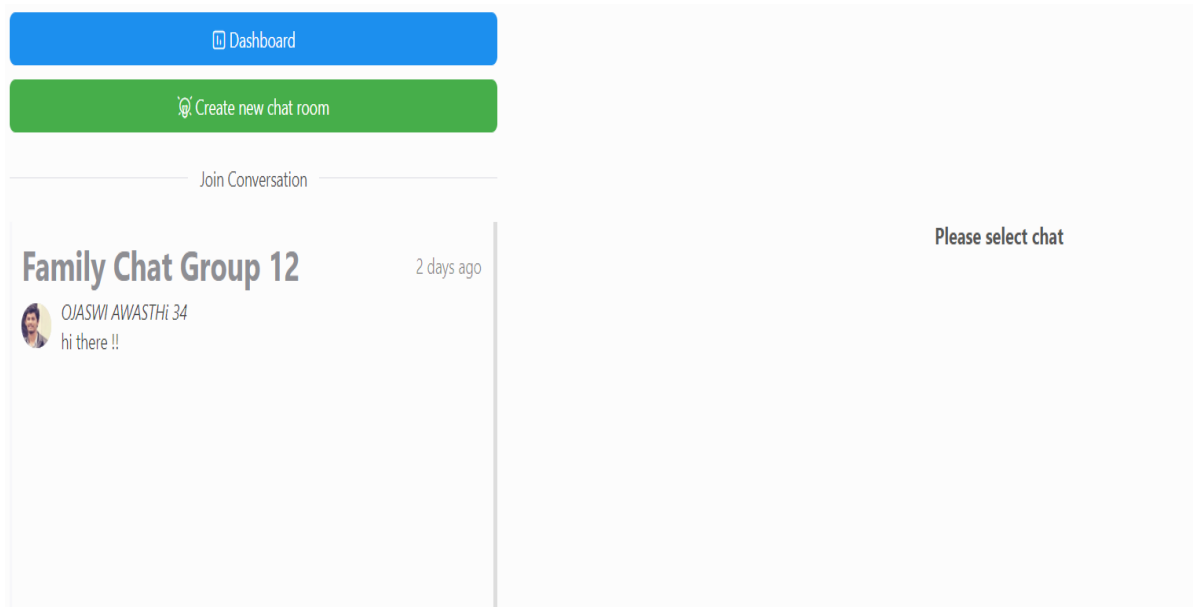 Dashboard
Create new chat room
Join Conversation
Family Chat Group 12
2 days ago
OJASWI AWASTHi 34
hi there !!
Please select chat